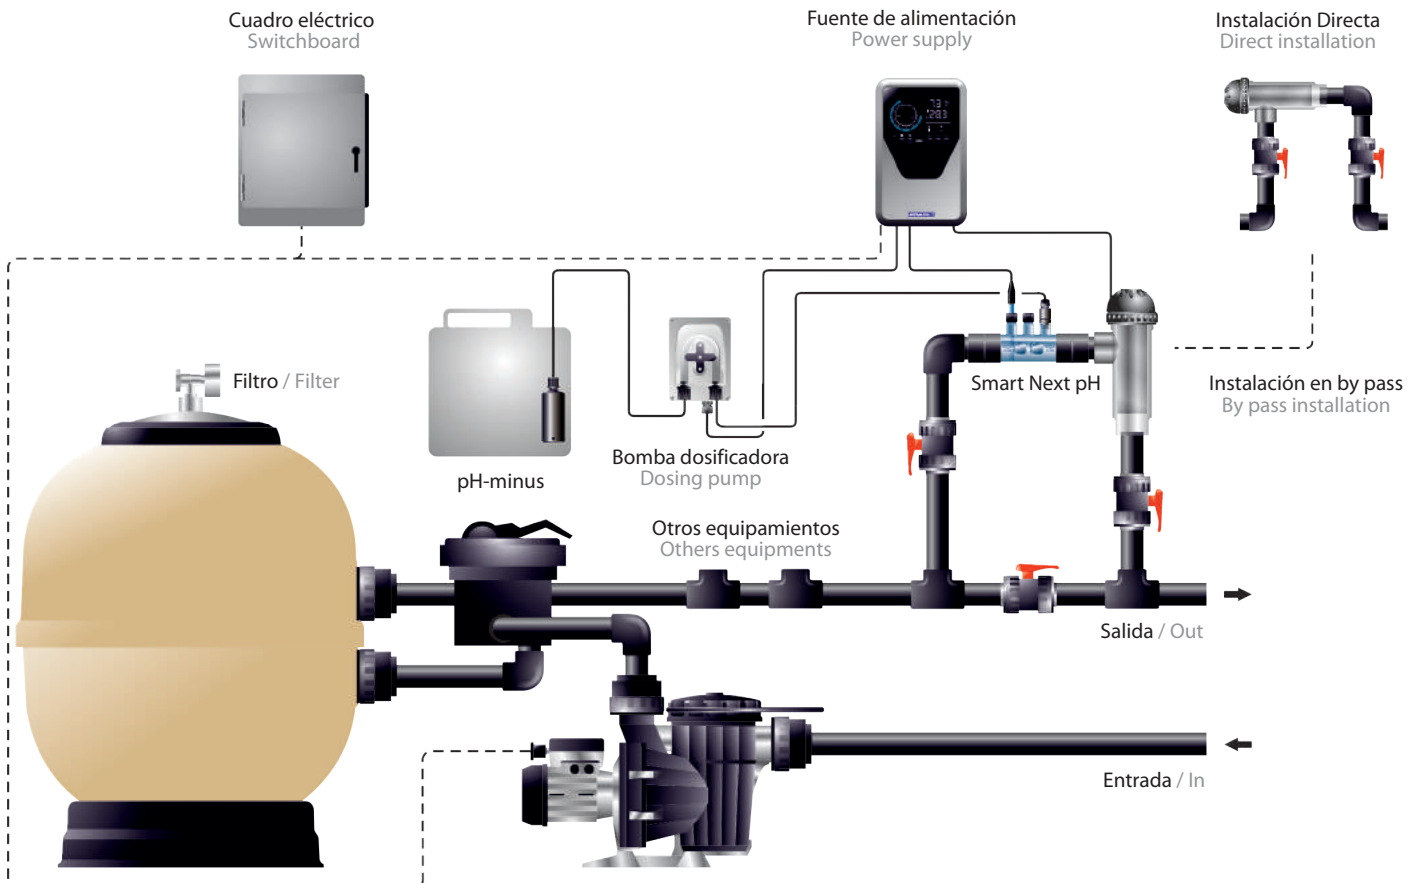 Cuadro eléctrico
Switchboard
Fuente de alimentación
Power supply
Instalación Directa
Direct installation
Filtro / Filter
pH-minus
Bomba dosificadora
Dosing pump
Smart Next pH
Instalación en by pass
By pass installation
Otros equipamientos
Others equipments
Salida / Out
Entrada / In